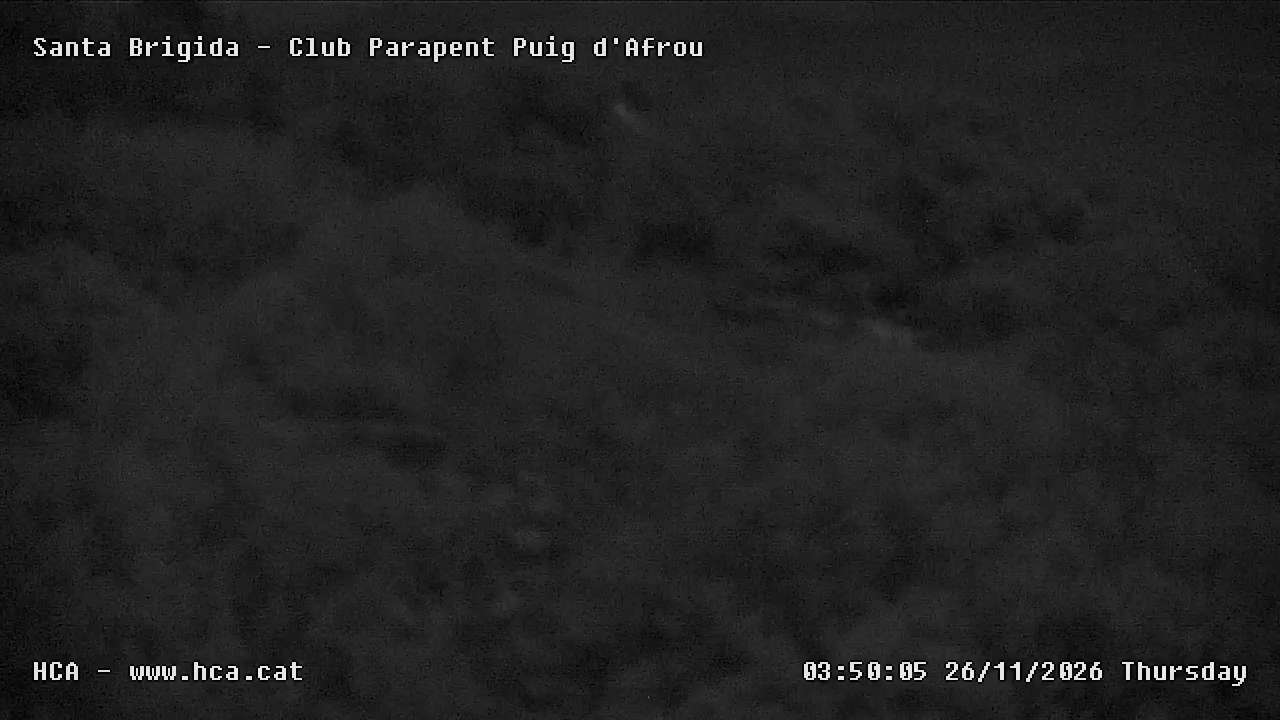 Santa Brigida - Club Parapent Puig d'Afrou
HCA - www.hca.cat
03:50:05 26/11/2026 Thursday